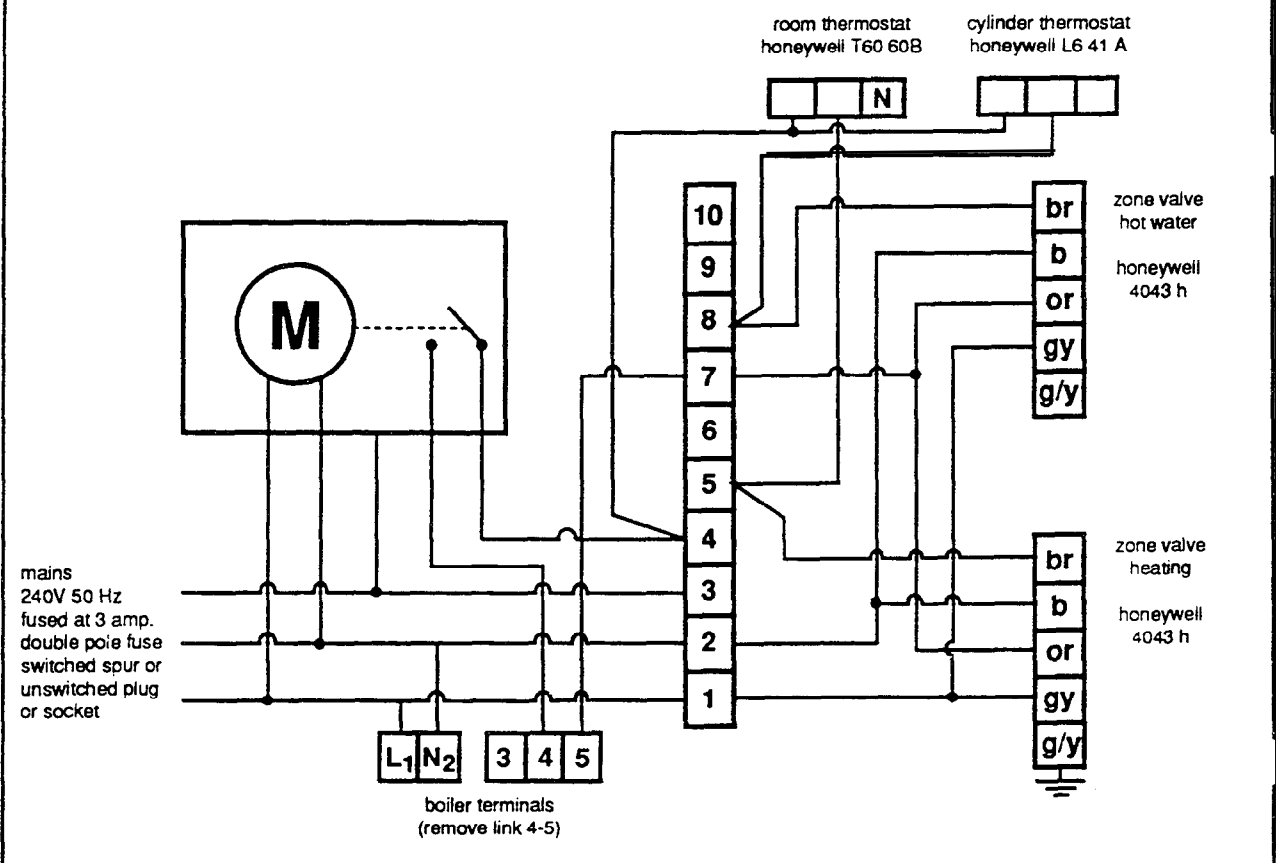 room thermostat
honeywell T60 60B
cylinder thermostat
honeywell L6 41 A
N
10
9
8
7
6
5
4
3
2
1
br
b
or
gy
g/y
zone valve
hot water
honeywell
4043 h
M
br
b
or
gy
g/y
zone valve
heating
honeywell
4043 h
mains
240V 50 Hz
fused at 3 amp.
double pole fuse
switched spur or
unswitched plug
or socket
L1 N2 3 4 5
boiler terminals
(remove link 4-5)